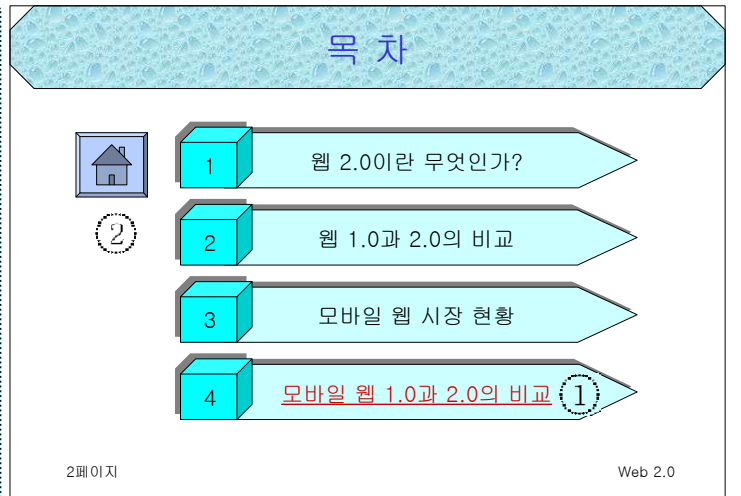 목 차
1
웹 2.0이란 무엇인가?
②
2
웹 1.0과 2.0의 비교
3
모바일 웹 시장 현황
4
모바일 웹 1.0과 2.0의 비교 ①
2페이지
Web 2.0